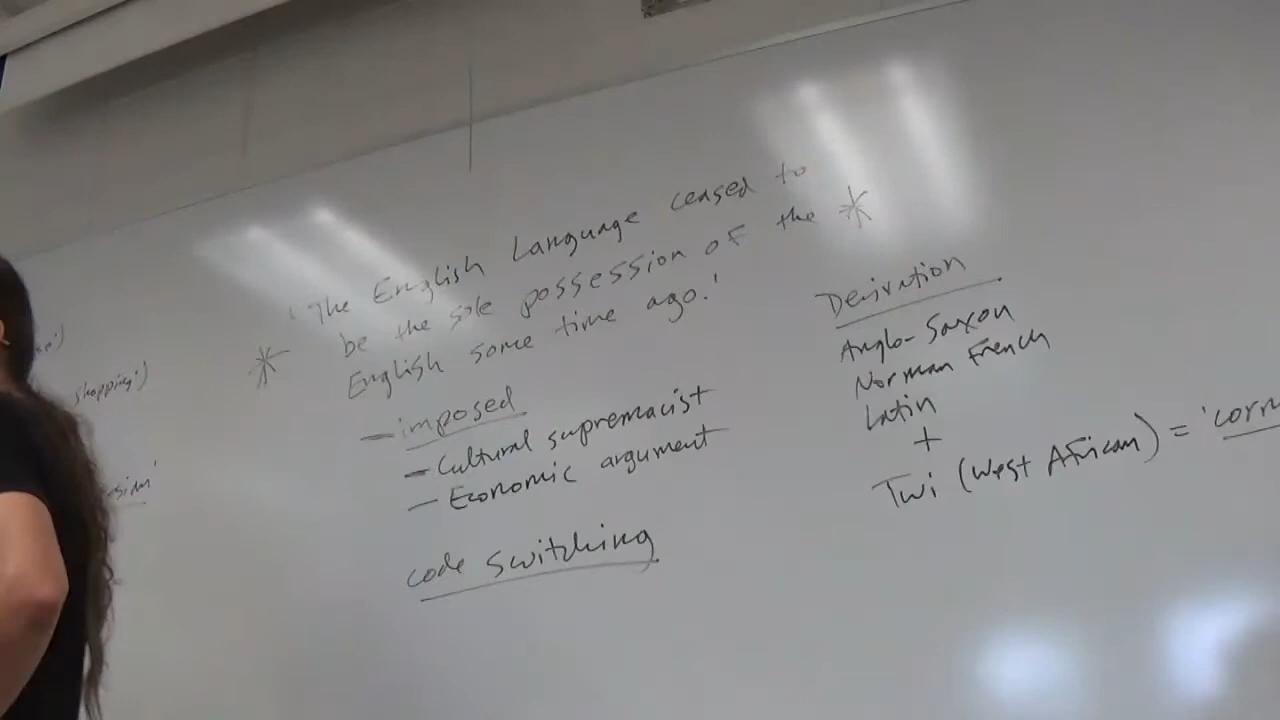 shopping')
'The English Language ceased to
* be the sole possession of the *
English some time ago.'
- imposed
- Cultural supremacist
- Economic argument
code switching
Derivation
Anglo-Saxon
Norman French
Latin
+
Twi (West African) =